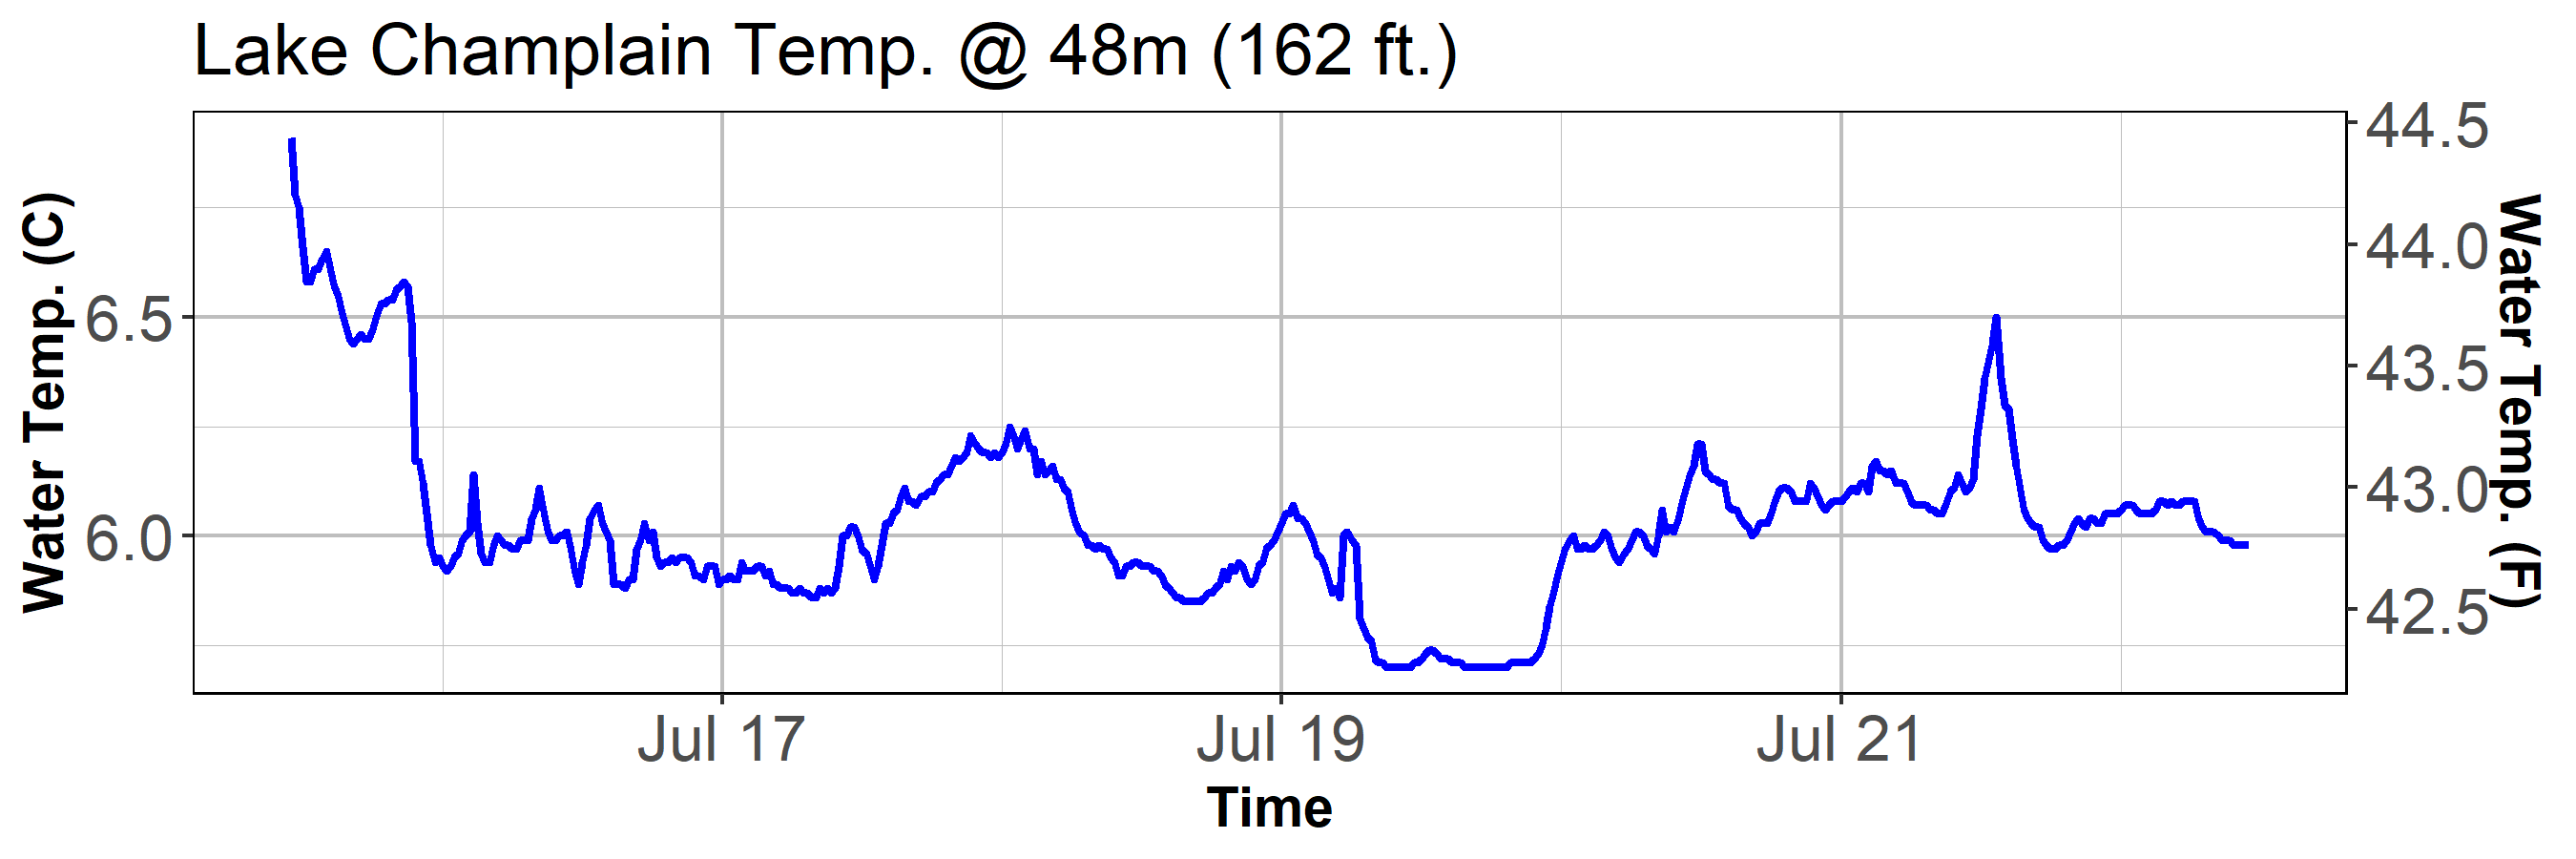 Lake Champlain Temp. @ 48m (162 ft.)
Water Temp. (C)
6.5
6.0
44.5
44.0
43.5
43.0
42.5
Water Temp. (F)
Jul 17 Jul 19 Jul 21
Time